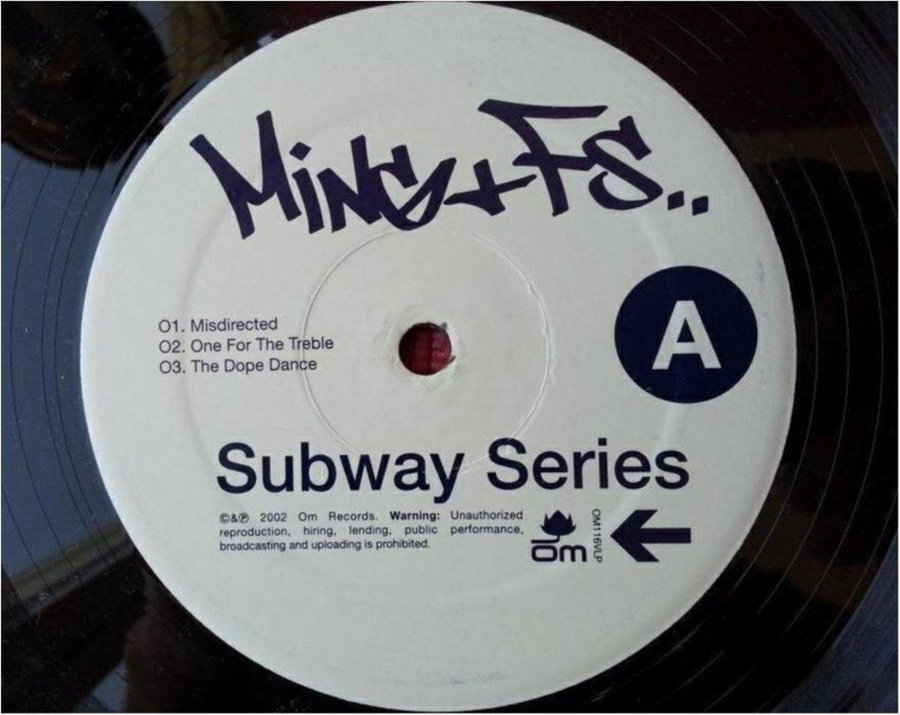 Ming + FS..
01. Misdirected
02. One For The Treble
03. The Dope Dance
A
Subway Series
©&℗ 2002 Om Records. Warning: Unauthorized
reproduction, hiring, lending, public performance,
broadcasting and uploading is prohibited.
om
OM116VLP